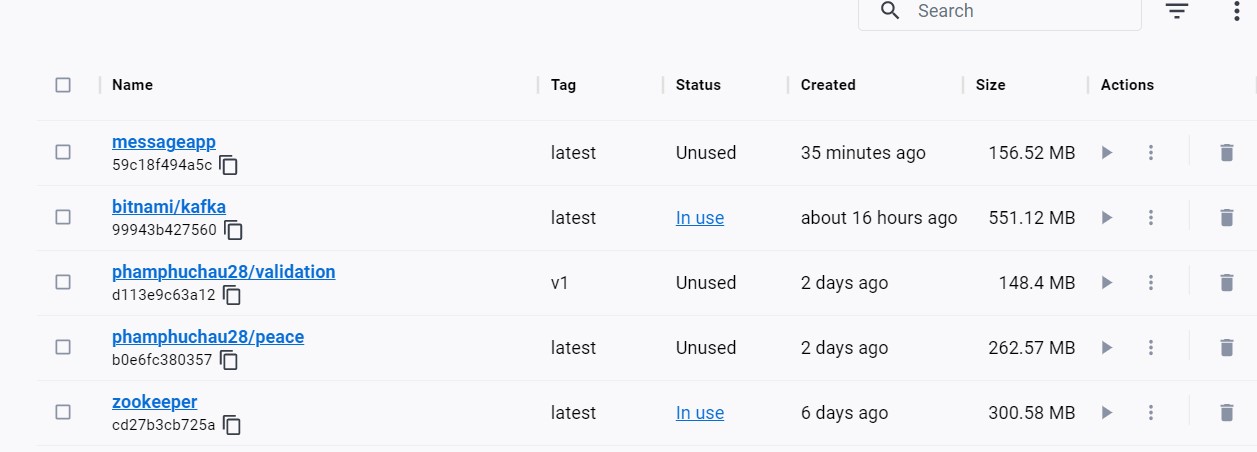 Search
Name Tag Status Created Size Actions
messageapp
59c18f494a5c latest Unused 35 minutes ago 156.52 MB
bitnami/kafka
99943b427560 latest In use about 16 hours ago 551.12 MB
phamphuchau28/validation
d113e9c63a12 v1 Unused 2 days ago 148.4 MB
phamphuchau28/peace
b0e6fc380357 latest Unused 2 days ago 262.57 MB
zookeeper
cd27b3cb725a latest In use 6 days ago 300.58 MB